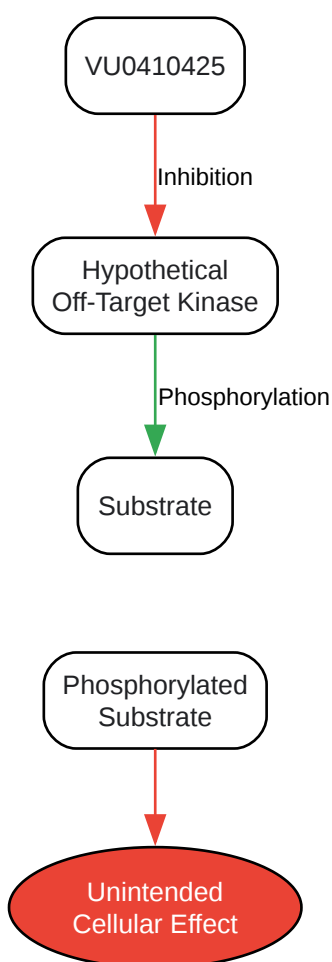 VU0410425
Inhibition
Hypothetical
Off-Target Kinase
Phosphorylation
Substrate
Phosphorylated
Substrate
Unintended
Cellular Effect